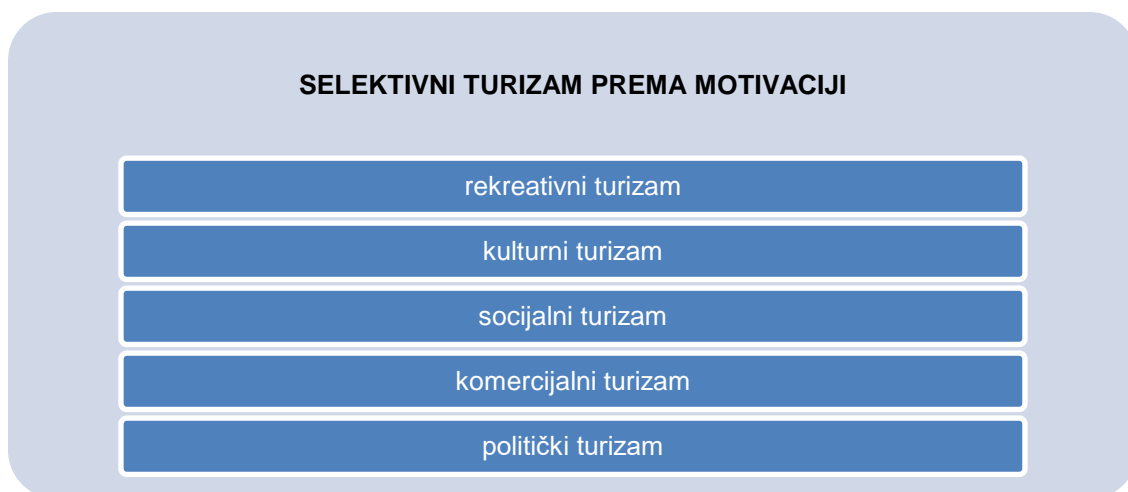 SELEKTIVNI TURIZAM PREMA MOTIVACIJI
rekreativni turizam
kulturni turizam
socijalni turizam
komercijalni turizam
politički turizam